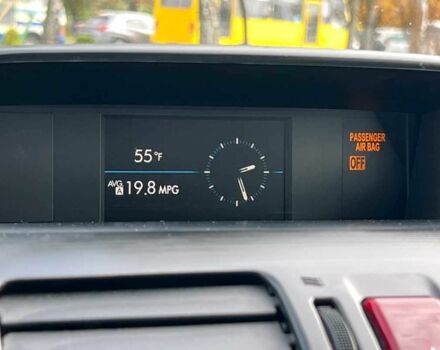 55°F
AVG A 19.8 MPG
PASSENGER
AIR BAG
OFF